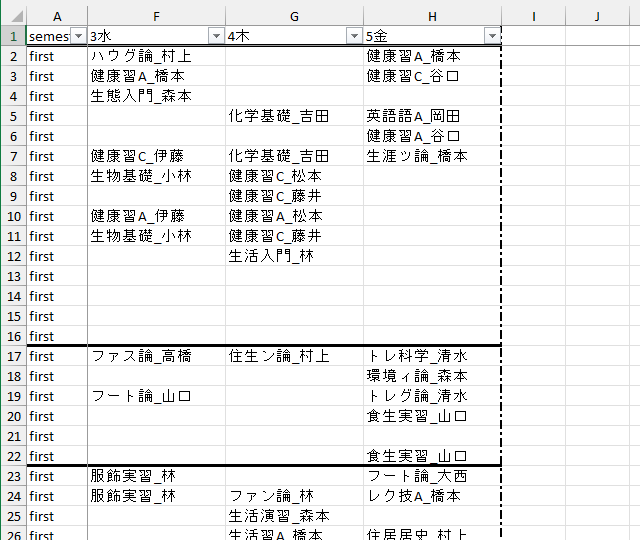 A F G H I J
1 semes 3水 4木 5金
2 first ハウグ論_村上 健康習A_橋本
3 first 健康習A_橋本 健康習C_谷口
4 first 生態入門_森本
5 first 化学基礎_吉田 英語語A_岡田
6 first 健康習A_谷口
7 first 健康習C_伊藤 化学基礎_吉田 生涯ツ論_橋本
8 first 生物基礎_小林 健康習C_松本
9 first 健康習C_藤井
10 first 健康習A_伊藤 健康習A_松本
11 first 生物基礎_小林 健康習C_藤井
12 first 生活入門_林
13 first
14 first
15 first
16 first
17 first ファス論_高橋 住生ン論_村上 トレ科学_清水
18 first 環境ィ論_森本
19 first フート論_山口 トレグ論_清水
20 first 食生実習_山口
21 first
22 first 食生実習_山口
23 first 服飾実習_林 フート論_大西
24 first 服飾実習_林 ファン論_林 レク技A_橋本
25 first 生活演習_森本
26 first 生活習A_橋本 住居居史_村上